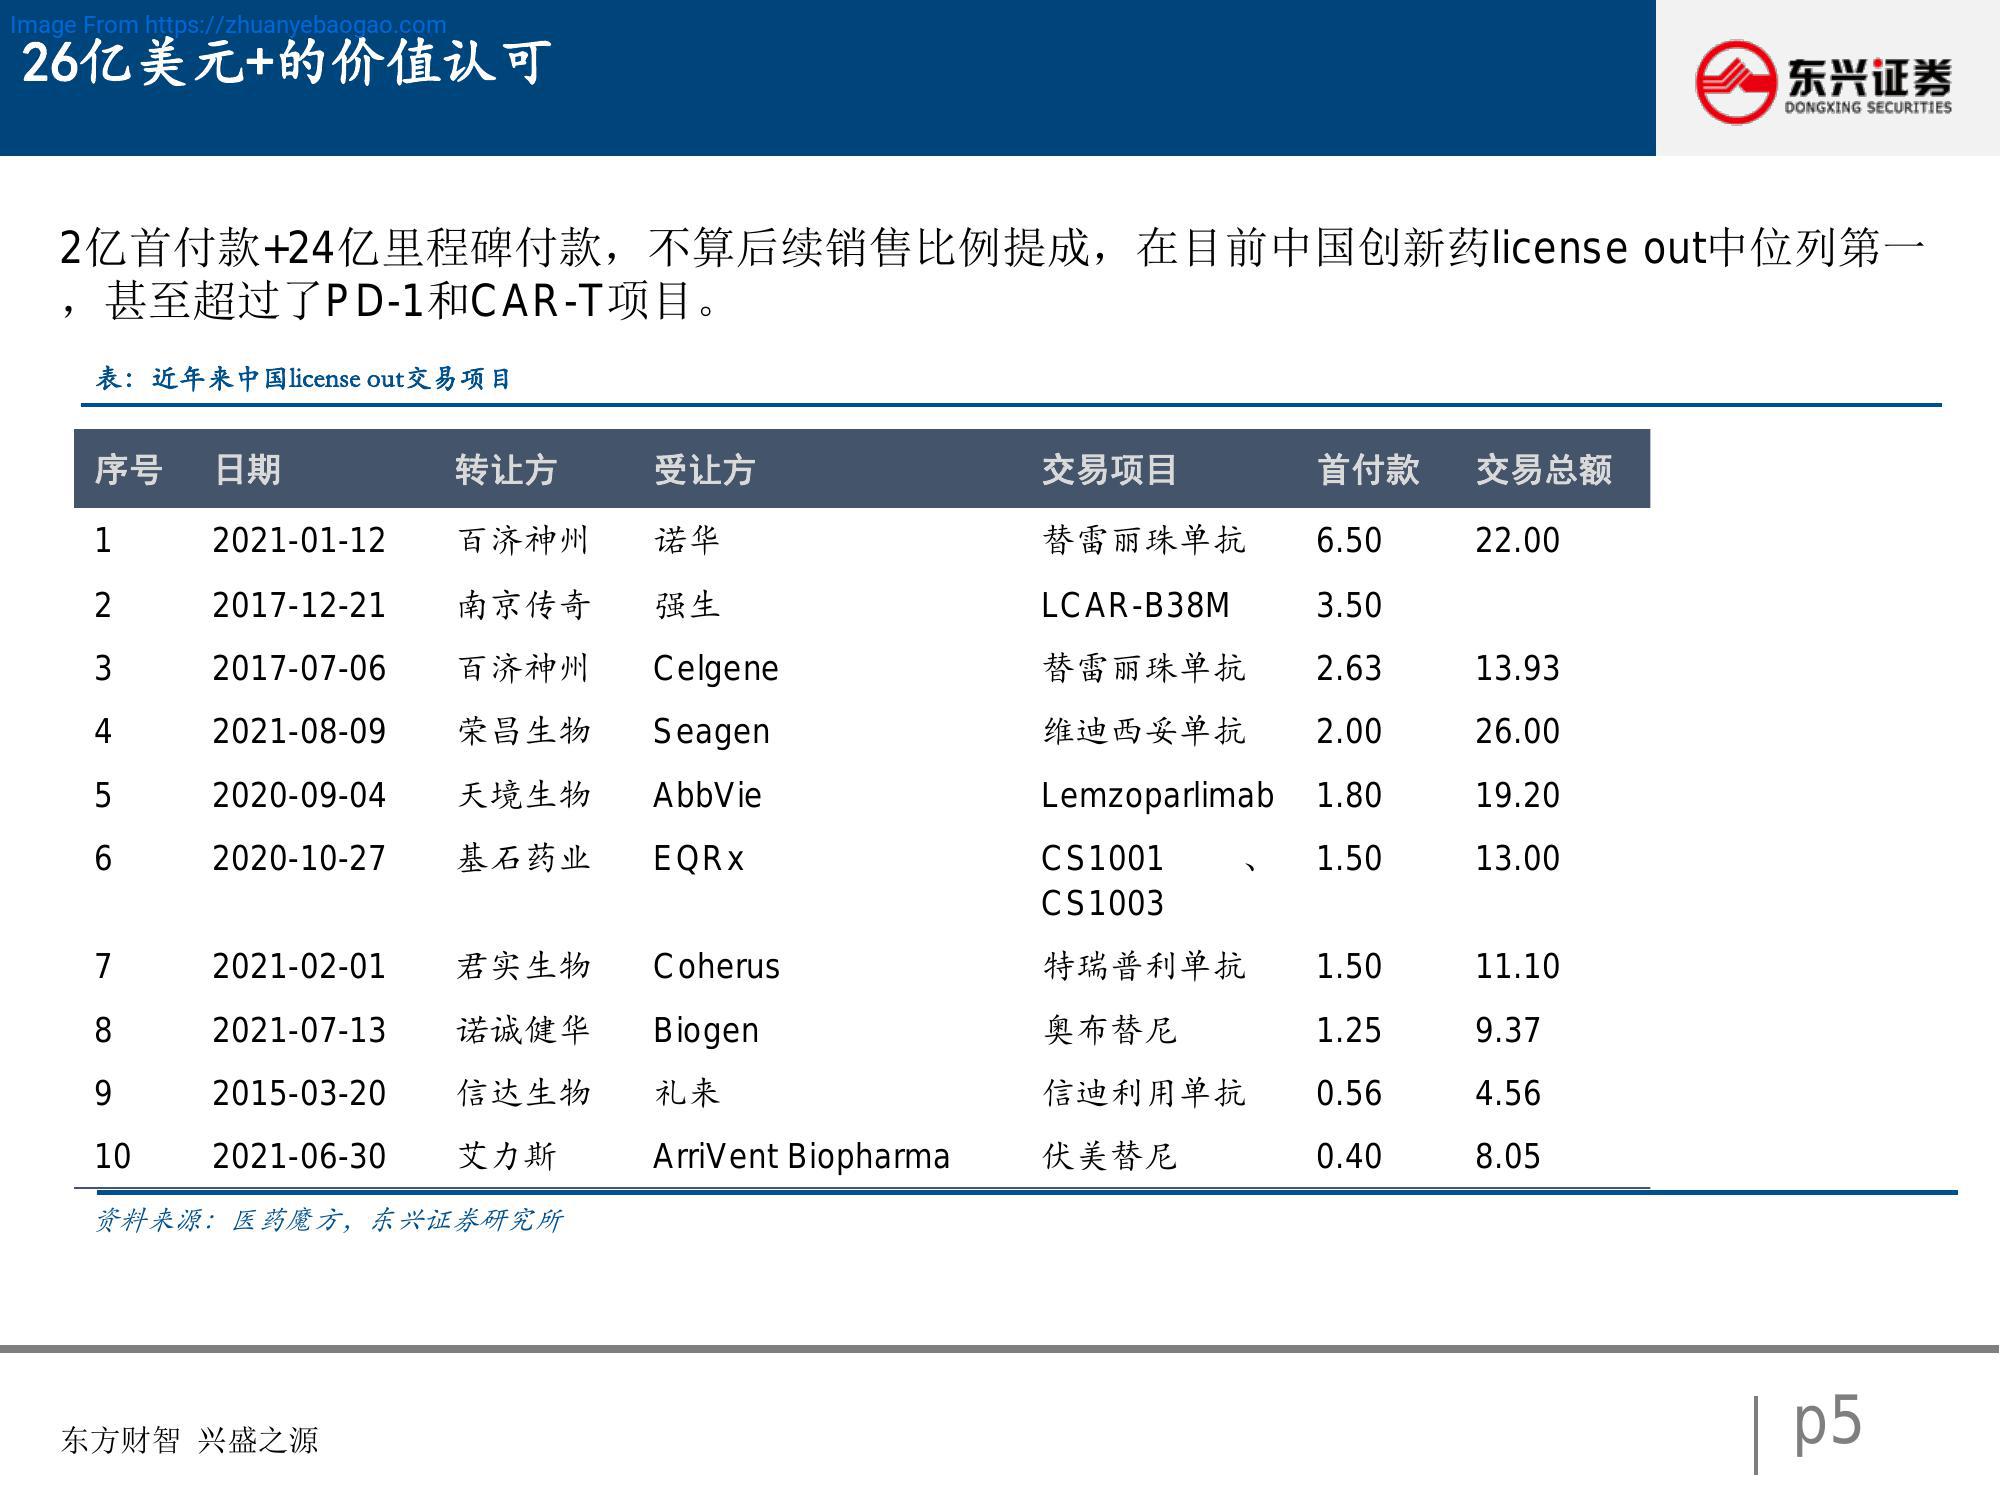 Image From https://zhuanyebaogao.com
26亿美元+的价值认可
东兴证券
DONGXING SECURITIES
2亿首付款+24亿里程碑付款，不算后续销售比例提成，在目前中国创新药license out中位列第一
，甚至超过了PD-1和CAR-T项目。
表：近年来中国license out交易项目
序号 日期 转让方 受让方 交易项目 首付款 交易总额
1 2021-01-12 百济神州 诺华 替雷丽珠单抗 6.50 22.00
2 2017-12-21 南京传奇 强生 LCAR-B38M 3.50
3 2017-07-06 百济神州 Celgene 替雷丽珠单抗 2.63 13.93
4 2021-08-09 荣昌生物 Seagen 维迪西妥单抗 2.00 26.00
5 2020-09-04 天境生物 AbbVie Lemzoparlimab 1.80 19.20
6 2020-10-27 基石药业 EQRx CS1001 、 1.50 13.00
CS1003
7 2021-02-01 君实生物 Coherus 特瑞普利单抗 1.50 11.10
8 2021-07-13 诺诚健华 Biogen 奥布替尼 1.25 9.37
9 2015-03-20 信达生物 礼来 信迪利用单抗 0.56 4.56
10 2021-06-30 艾力斯 ArriVent Biopharma 伏美替尼 0.40 8.05
资料来源：医药魔方，东兴证券研究所
东方财智 兴盛之源
p5